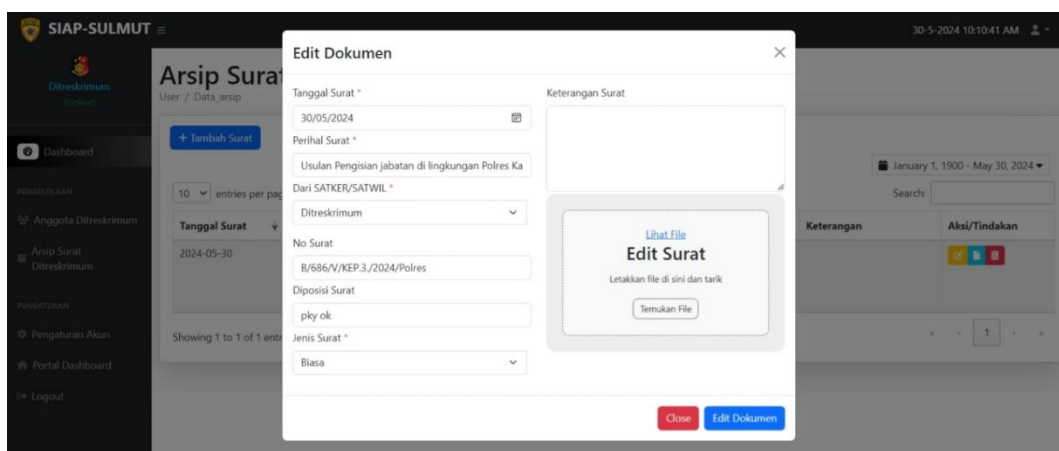 SIAP-SULMUT
30-5-2024 10:10:41 AM
Ditreskrimum
(Online)
Dashboard
PENGELOLAAN
Anggota Ditreskrimum
Arsip Surat
Ditreskrimum
PENGATURAN
Pengaturan Akun
Portal Dashboard
Logout
Arsip Surat
User / Data_arsip
+ Tambah Surat
January 1, 1900 - May 30, 2024
10 entries per pag
Search:
Tanggal Surat
Keterangan
Aksi/Tindakan
2024-05-30
Showing 1 to 1 of 1 entr
« ‹ 1 › »
Edit Dokumen
Tanggal Surat *
30/05/2024
Perihal Surat *
Usulan Pengisian jabatan di lingkungan Polres Ka
Dari SATKER/SATWIL *
Ditreskrimum
No Surat
B/686/V/KEP.3./2024/Polres
Diposisi Surat
pky ok
Jenis Surat *
Biasa
Keterangan Surat
Lihat File
Edit Surat
Letakkan file di sini dan tarik
Temukan File
Close
Edit Dokumen